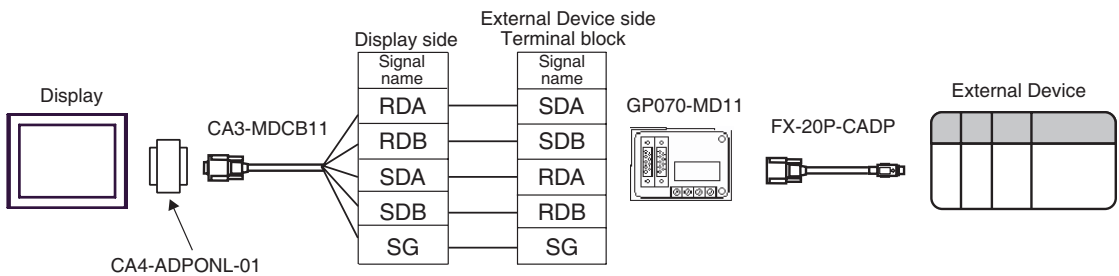 External Device side
Display side
Terminal block
Signal name
Signal name
Display
External Device
CA3-MDCB11
GP070-MD11
FX-20P-CADP
RDA
SDA
RDB
SDB
SDA
RDA
SDB
RDB
SG
SG
CA4-ADPONL-01